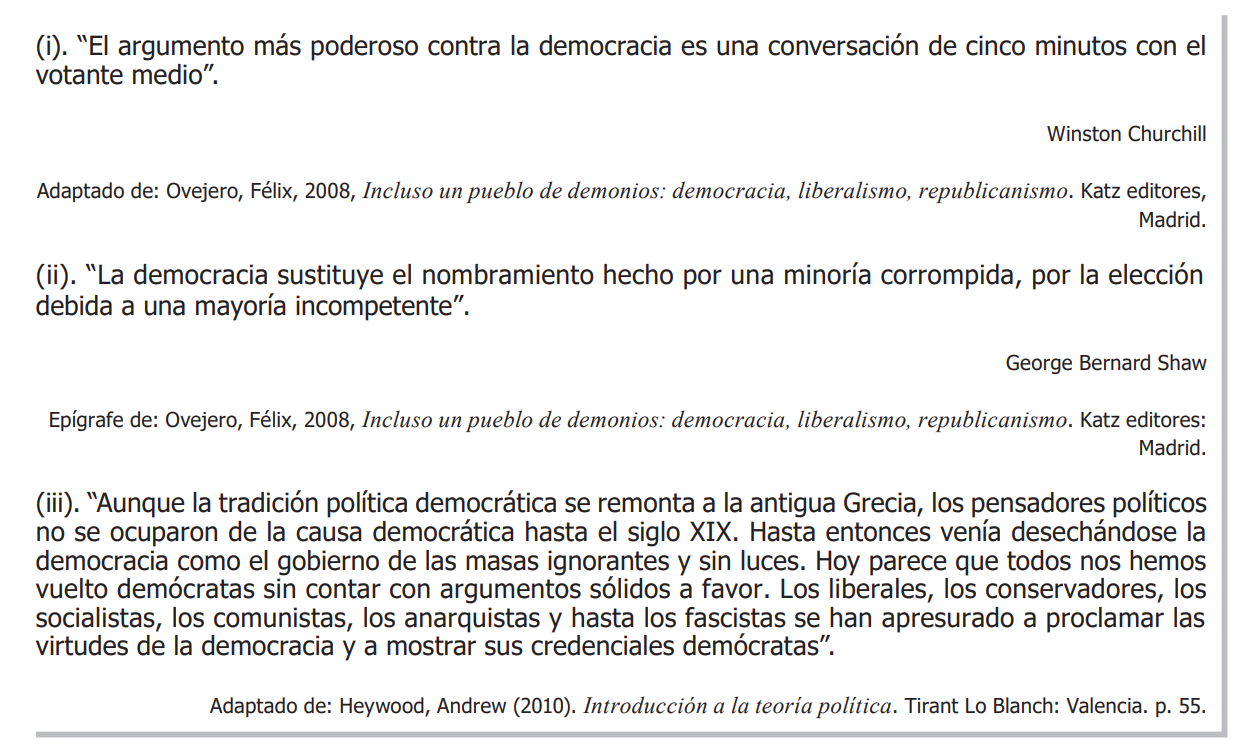 (i). “El argumento más poderoso contra la democracia es una conversación de cinco minutos con el
votante medio”.
Winston Churchill
Adaptado de: Ovejero, Félix, 2008, Incluso un pueblo de demonios: democracia, liberalismo, republicanismo. Katz editores,
Madrid.
(ii). “La democracia sustituye el nombramiento hecho por una minoría corrompida, por la elección
debida a una mayoría incompetente”.
George Bernard Shaw
Epígrafe de: Ovejero, Félix, 2008, Incluso un pueblo de demonios: democracia, liberalismo, republicanismo. Katz editores:
Madrid.
(iii). “Aunque la tradición política democrática se remonta a la antigua Grecia, los pensadores políticos
no se ocuparon de la causa democrática hasta el siglo XIX. Hasta entonces venía desechándose la
democracia como el gobierno de las masas ignorantes y sin luces. Hoy parece que todos nos hemos
vuelto demócratas sin contar con argumentos sólidos a favor. Los liberales, los conservadores, los
socialistas, los comunistas, los anarquistas y hasta los fascistas se han apresurado a proclamar las
virtudes de la democracia y a mostrar sus credenciales demócratas”.
Adaptado de: Heywood, Andrew (2010). Introducción a la teoría política. Tirant Lo Blanch: Valencia. p. 55.